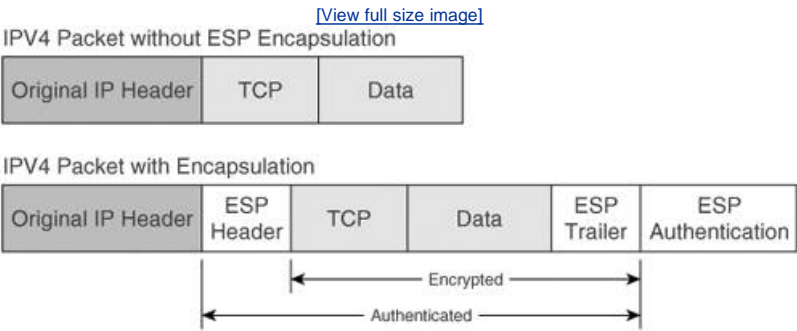 [View full size image]
IPV4 Packet without ESP Encapsulation
Original IP Header TCP Data
IPV4 Packet with Encapsulation
Original IP Header ESP Header TCP Data ESP Trailer ESP Authentication
Encrypted
Authenticated